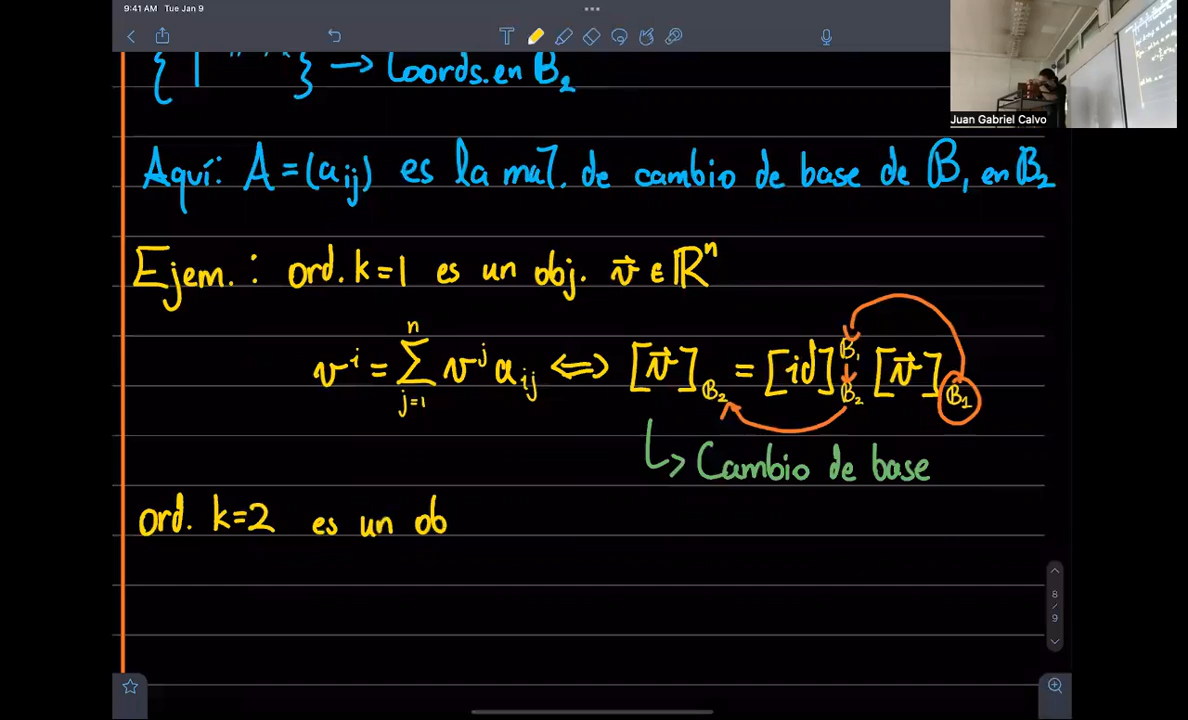 9:41 AM Tue Jan 9
{ } → Coords. en B₂
Juan Gabriel Calvo
Aquí: A = (aᵢⱼ) es la mat. de cambio de base de B₁ en B₂
Ejem.: ord. k=1 es un obj. v⃗ ∈ ℝⁿ
vⁱ = ∑ⱼ₌₁ⁿ vʲ aᵢⱼ ⟺ [v⃗]_B₂ = [id]^B₁_B₂ [v⃗]_B₁
↳ Cambio de base
ord. k=2 es un ob
8
/
9